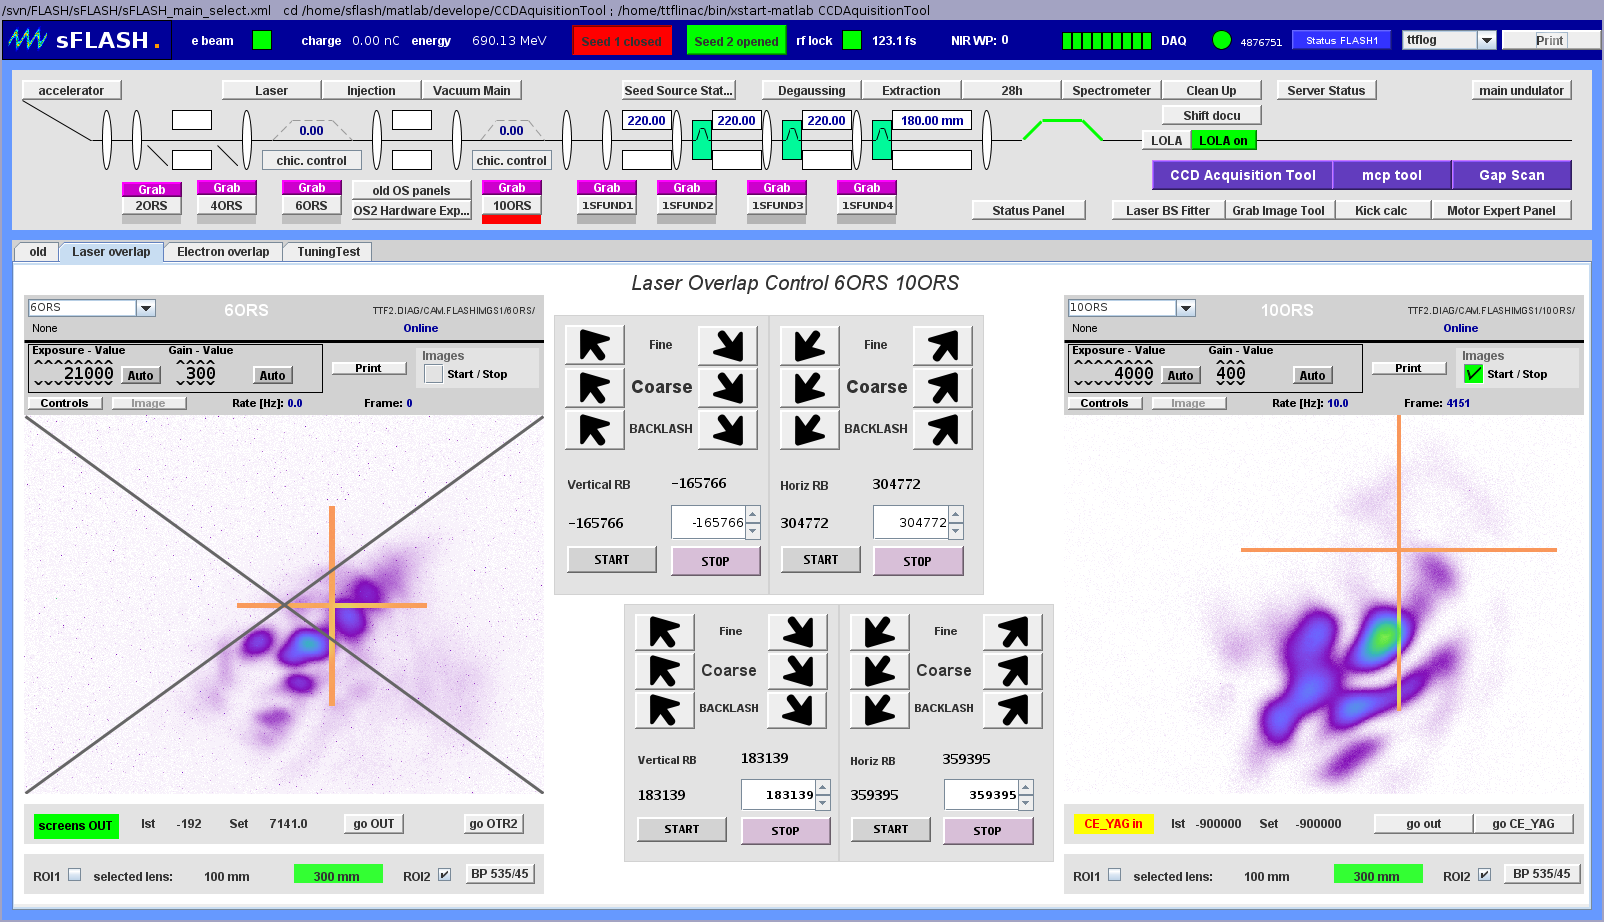 /svn/FLASH/sFLASH/sFLASH_main_select.xml cd /home/sflash/matlab/develope/CCDAquisitionTool ; /home/ttflinac/bin/xstart-matlab CCDAquisitionTool
sFLASH. e beam charge 0.00 nC energy 690.13 MeV Seed 1 closed Seed 2 opened rf lock 123.1 fs NIR WP: 0 DAQ 4876751 Status FLASH1 ttflog Print
accelerator Laser Injection Vacuum Main Seed Source Stat... Degaussing Extraction 28h Spectrometer Clean Up Server Status main undulator
Shift docu
0.00 0.00 220.00 220.00 220.00 180.00 mm
LOLA LOLA on
chic. control chic. control
CCD Acquisition Tool mcp tool Gap Scan
Grab Grab Grab old OS panels Grab Grab Grab Grab Grab
2ORS 4ORS 6ORS OS2 Hardware Exp... 10ORS 1SFUND1 1SFUND2 1SFUND3 1SFUND4
Status Panel Laser BS Fitter Grab Image Tool Kick calc Motor Expert Panel
old Laser overlap Electron overlap TuningTest
Laser Overlap Control 6ORS 10ORS
6ORS 6ORS TTF2.DIAG/CAM.FLASHIMGS1/6ORS/
None Online
Exposure - Value Gain - Value Images
21000 Auto 300 Auto Print Start / Stop
Controls Image Rate [Hz]: 0.0 Frame: 0
Fine Fine
Coarse Coarse
BACKLASH BACKLASH
Vertical RB -165766 Horiz RB 304772
-165766 -165766 304772 304772
START STOP START STOP
Fine Fine
Coarse Coarse
BACKLASH BACKLASH
Vertical RB 183139 Horiz RB 359395
183139 183139 359395 359395
START STOP START STOP
10ORS 10ORS TTF2.DIAG/CAM.FLASHIMGS1/10ORS/
None Online
Exposure - Value Gain - Value Images
4000 Auto 400 Auto Print Start / Stop
Controls Image Rate [Hz]: 10.0 Frame: 4151
screens OUT Ist -192 Set 7141.0 go OUT go OTR2
ROI1 selected lens: 100 mm 300 mm ROI2 BP 535/45
CE_YAG in Ist -900000 Set -900000 go out go CE_YAG
ROI1 selected lens: 100 mm 300 mm ROI2 BP 535/45